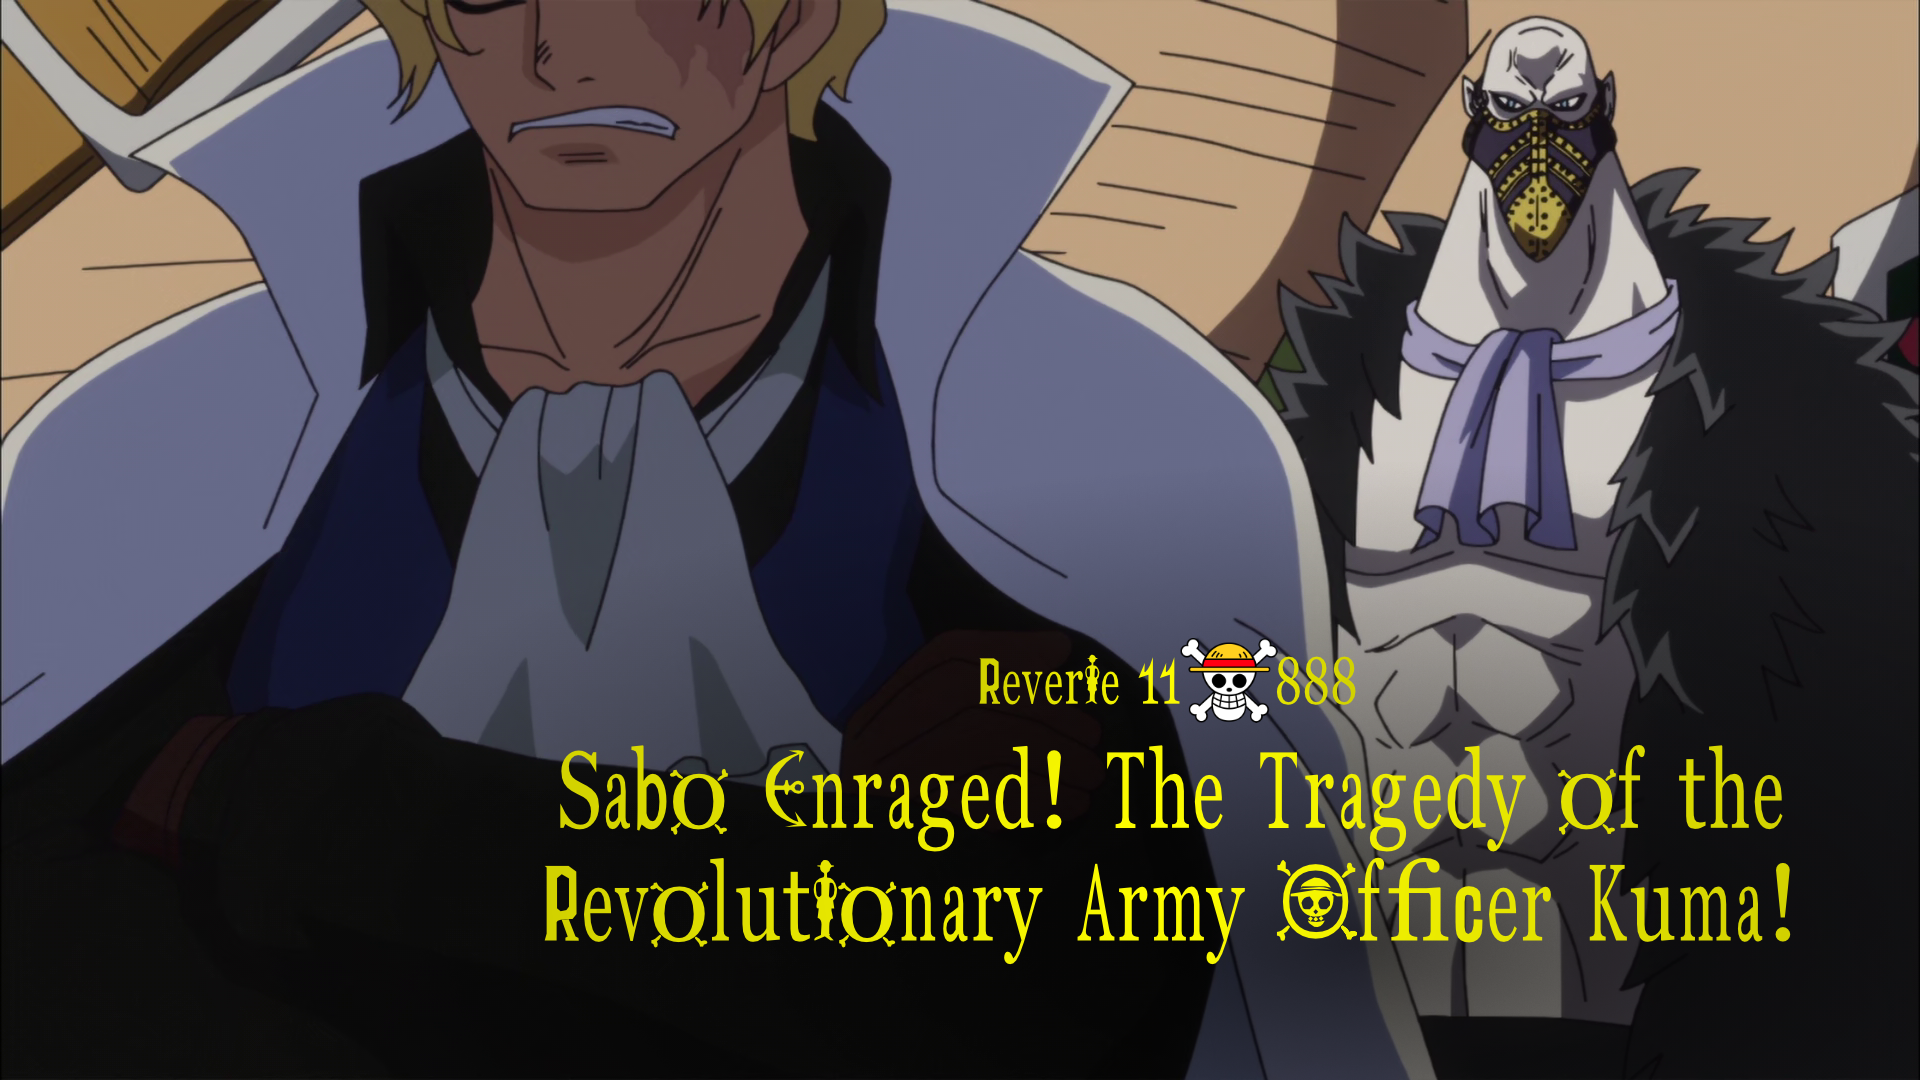 Reverie 11 888
Sabo Enraged! The Tragedy of the
Revolutionary Army Officer Kuma!